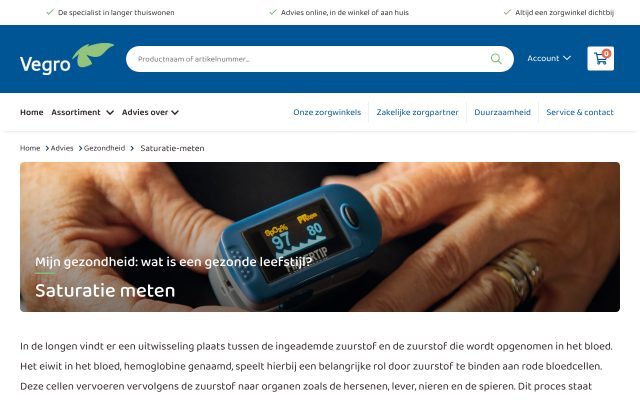 De specialist in langer thuiswonen
Advies online, in de winkel of aan huis
Altijd een zorgwinkel dichtbij
Vegro
Productnaam of artikelnummer...
Account
0
Home
Assortiment
Advies over
Onze zorgwinkels
Zakelijke zorgpartner
Duurzaamheid
Service & contact
Home
Advies
Gezondheid
Saturatie-meten
SpO2%
PRbpm
97
80
FINGERTIP
Mijn gezondheid: wat is een gezonde leefstijl?
Saturatie meten
In de longen vindt er een uitwisseling plaats tussen de ingeademde zuurstof en de zuurstof die wordt opgenomen in het bloed.
Het eiwit in het bloed, hemoglobine genaamd, speelt hierbij een belangrijke rol door zuurstof te binden aan rode bloedcellen.
Deze cellen vervoeren vervolgens de zuurstof naar organen zoals de hersenen, lever, nieren en de spieren. Dit proces staat